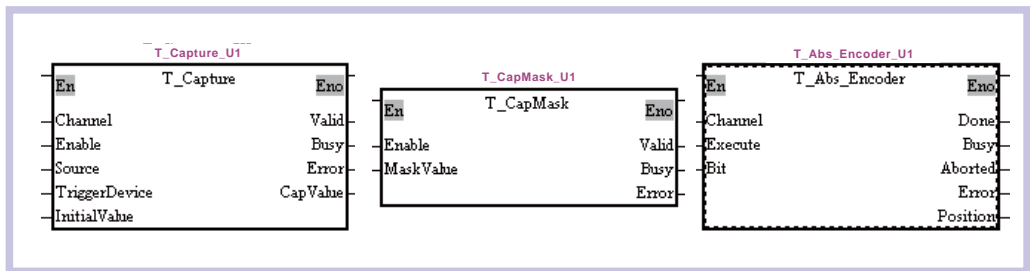 T_Capture_U1
T_Capture
En Eno
Channel Valid
Enable Busy
Source Error
TriggerDevice CapValue
InitialValue
T_CapMask_U1
T_CapMask
En Eno
Enable Valid
MaskValue Busy
Error
T_Abs_Encoder_U1
T_Abs_Encoder
En Eno
Channel Done
Execute Busy
Bit Aborted
Error
Position